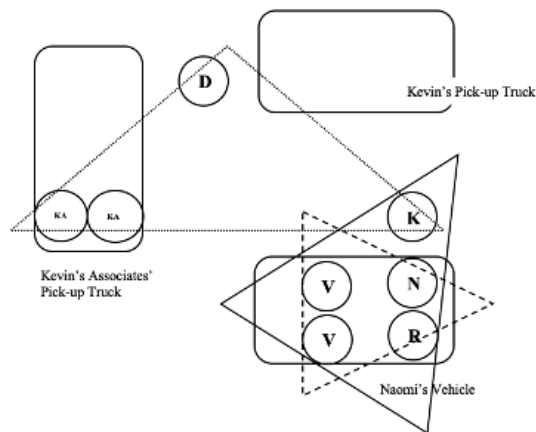 D
Kevin's Pick-up Truck
KA KA
K
Kevin's Associates'
Pick-up Truck
V N
V R
Naomi's Vehicle